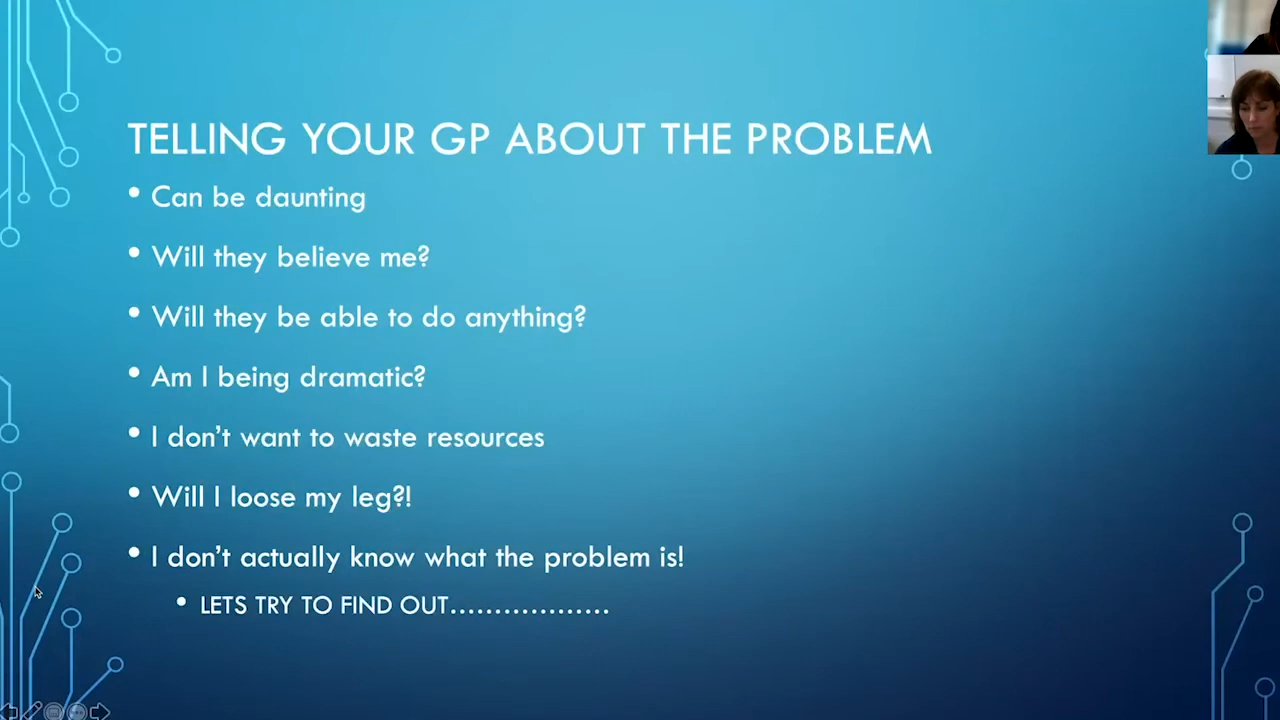 TELLING YOUR GP ABOUT THE PROBLEM
• Can be daunting
• Will they believe me?
• Will they be able to do anything?
• Am I being dramatic?
• I don't want to waste resources
• Will I loose my leg?!
• I don't actually know what the problem is!
• LETS TRY TO FIND OUT..................